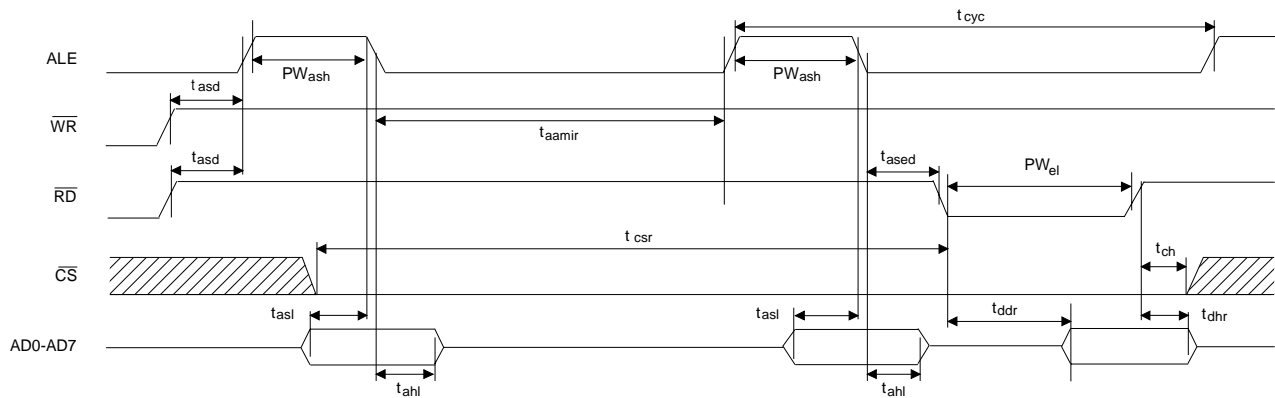 t cyc
ALE
PWash
PWash
t asd
WR
taamir
tasd
tased
PWel
RD
t csr
tch
CS
tasl
tasl
tddr
tdhr
AD0-AD7
tahl
tahl